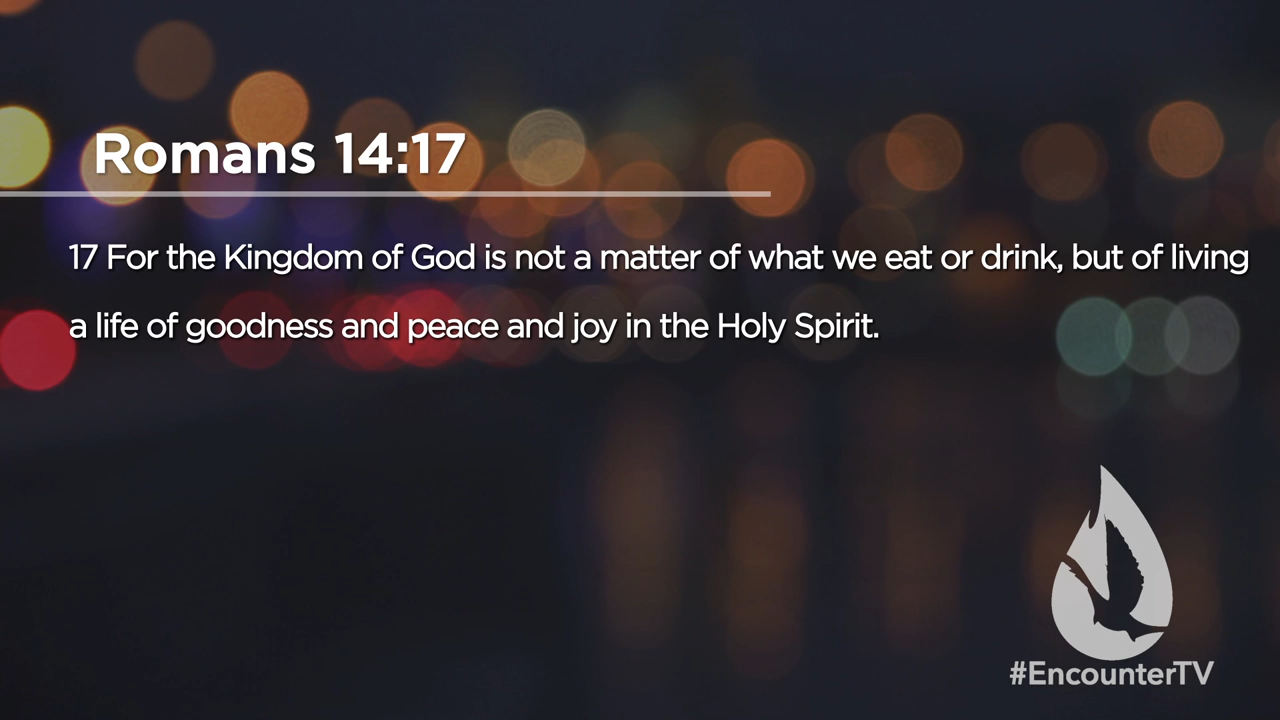 Romans 14:17
17 For the Kingdom of God is not a matter of what we eat or drink, but of living
a life of goodness and peace and joy in the Holy Spirit.
#EncounterTV